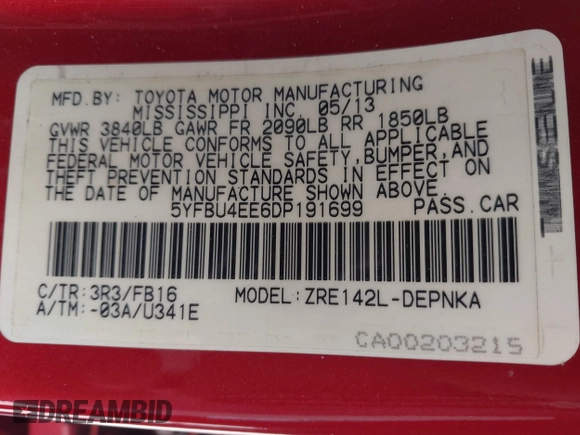 MFD.BY: TOYOTA MOTOR MANUFACTURING
MISSISSIPPI INC. 05/13
GVWR 3840LB GAWR FR 2090LB RR 1850LB
THIS VEHICLE CONFORMS TO ALL APPLICABLE
FEDERAL MOTOR VEHICLE SAFETY,BUMPER,AND
THEFT PREVENTION STANDARDS IN EFFECT ON
THE DATE OF MANUFACTURE SHOWN ABOVE.
5YFBU4EE6DP191699 PASS.CAR
C/TR:3R3/FB16 MODEL:ZRE142L-DEPNKA
A/TM:-03A/U341E
CA00203215
DREAMBID